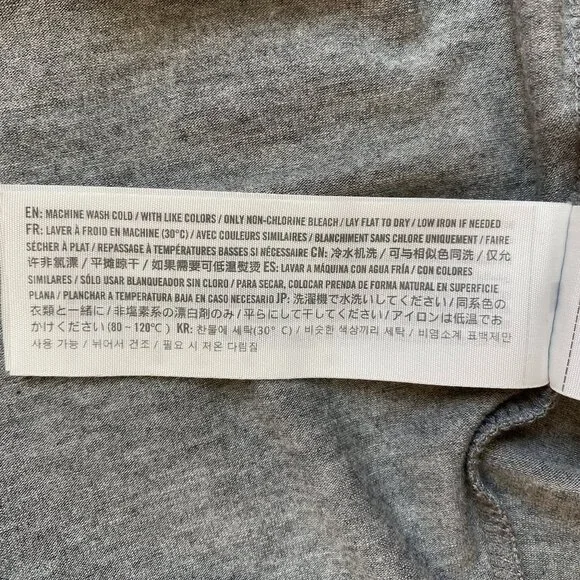 EN: MACHINE WASH COLD / WITH LIKE COLORS / ONLY NON-CHLORINE BLEACH / LAY FLAT TO DRY / LOW IRON IF NEEDED
FR: LAVER À FROID EN MACHINE (30°C) / AVEC COULEURS SIMILAIRES / BLANCHIMENT SANS CHLORE UNIQUEMENT / FAIRE
SÉCHER À PLAT / REPASSAGE À TEMPÉRATURES BASSES SI NÉCESSAIRE CN: 冷水机洗 / 可与相似色同洗 / 仅允
许非氯漂 / 平摊晾干 / 如果需要可低温熨烫 ES: LAVAR A MÁQUINA CON AGUA FRÍA / CON COLORES
SIMILARES / SÓLO USAR BLANQUEADOR SIN CLORO / PARA SECAR, COLOCAR PRENDA DE FORMA NATURAL EN SUPERFICIE
PLANA / PLANCHAR A TEMPERATURA BAJA EN CASO NECESARIO JP: 洗濯機で水洗いしてください / 同系色の
衣類と一緒に / 非塩素系の漂白剤のみ / 平らにして干してください / アイロンは低温でお
かけください (80 ~ 120℃) KR: 찬물에 세탁(30° C) / 비슷한 색상끼리 세탁 / 비염소계 표백제만
사용 가능 / 뉘어서 건조 / 필요 시 저온 다림질